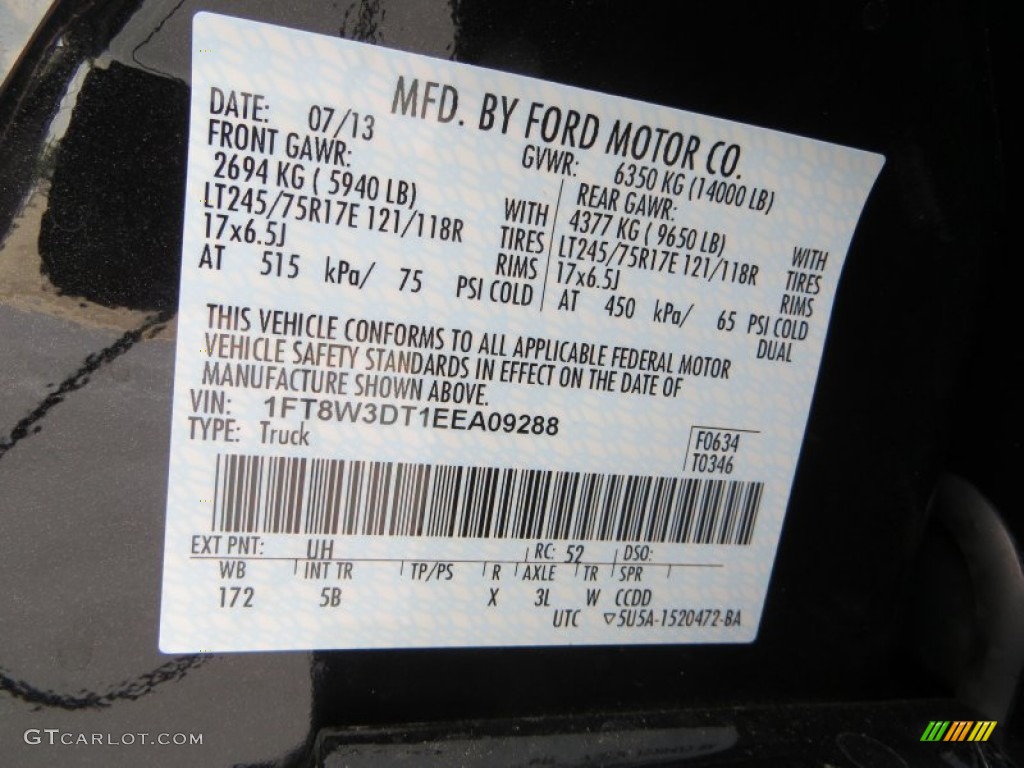 MFD. BY FORD MOTOR CO.
DATE: 07/13 GVWR: 6350 KG (14000 LB)
FRONT GAWR: REAR GAWR:
2694 KG ( 5940 LB) WITH 4377 KG ( 9650 LB) WITH
LT245/75R17E 121/118R TIRES LT245/75R17E 121/118R TIRES
17x6.5J RIMS 17x6.5J RIMS
AT 515 kPa/ 75 PSI COLD AT 450 kPa/ 65 PSI COLD
DUAL
THIS VEHICLE CONFORMS TO ALL APPLICABLE FEDERAL MOTOR
VEHICLE SAFETY STANDARDS IN EFFECT ON THE DATE OF
MANUFACTURE SHOWN ABOVE.
VIN: 1FT8W3DT1EEA09288
TYPE: Truck
F0634
T0346
EXT PNT: UH RC: 52 DSO:
WB INT TR TP/PS R AXLE TR SPR
172 5B X 3L W CCDD
UTC ▽5U5A-1520472-BA
GTCARLOT.COM